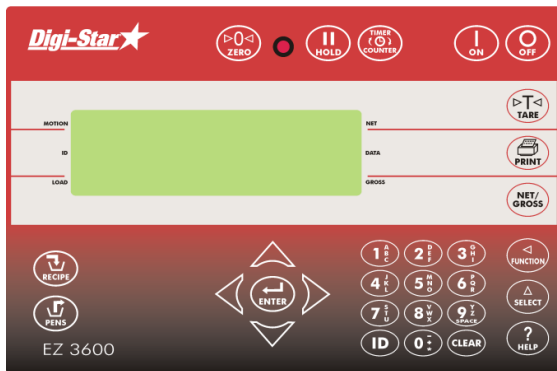 Digi-Star
▷0◁ ZERO
HOLD
TIMER COUNTER
ON
OFF
▷T◁ TARE
MOTION
NET
ID
DATA
PRINT
LOAD
GROSS
NET/ GROSS
RECIPE
1 A B C
2 D E F
3 G H I
FUNCTION
ENTER
4 J K L
5 M N O
6 P Q R
SELECT
PENS
7 S T U
8 V W X
9 Y Z SPACE
? HELP
EZ 3600
ID
0 - + *
CLEAR